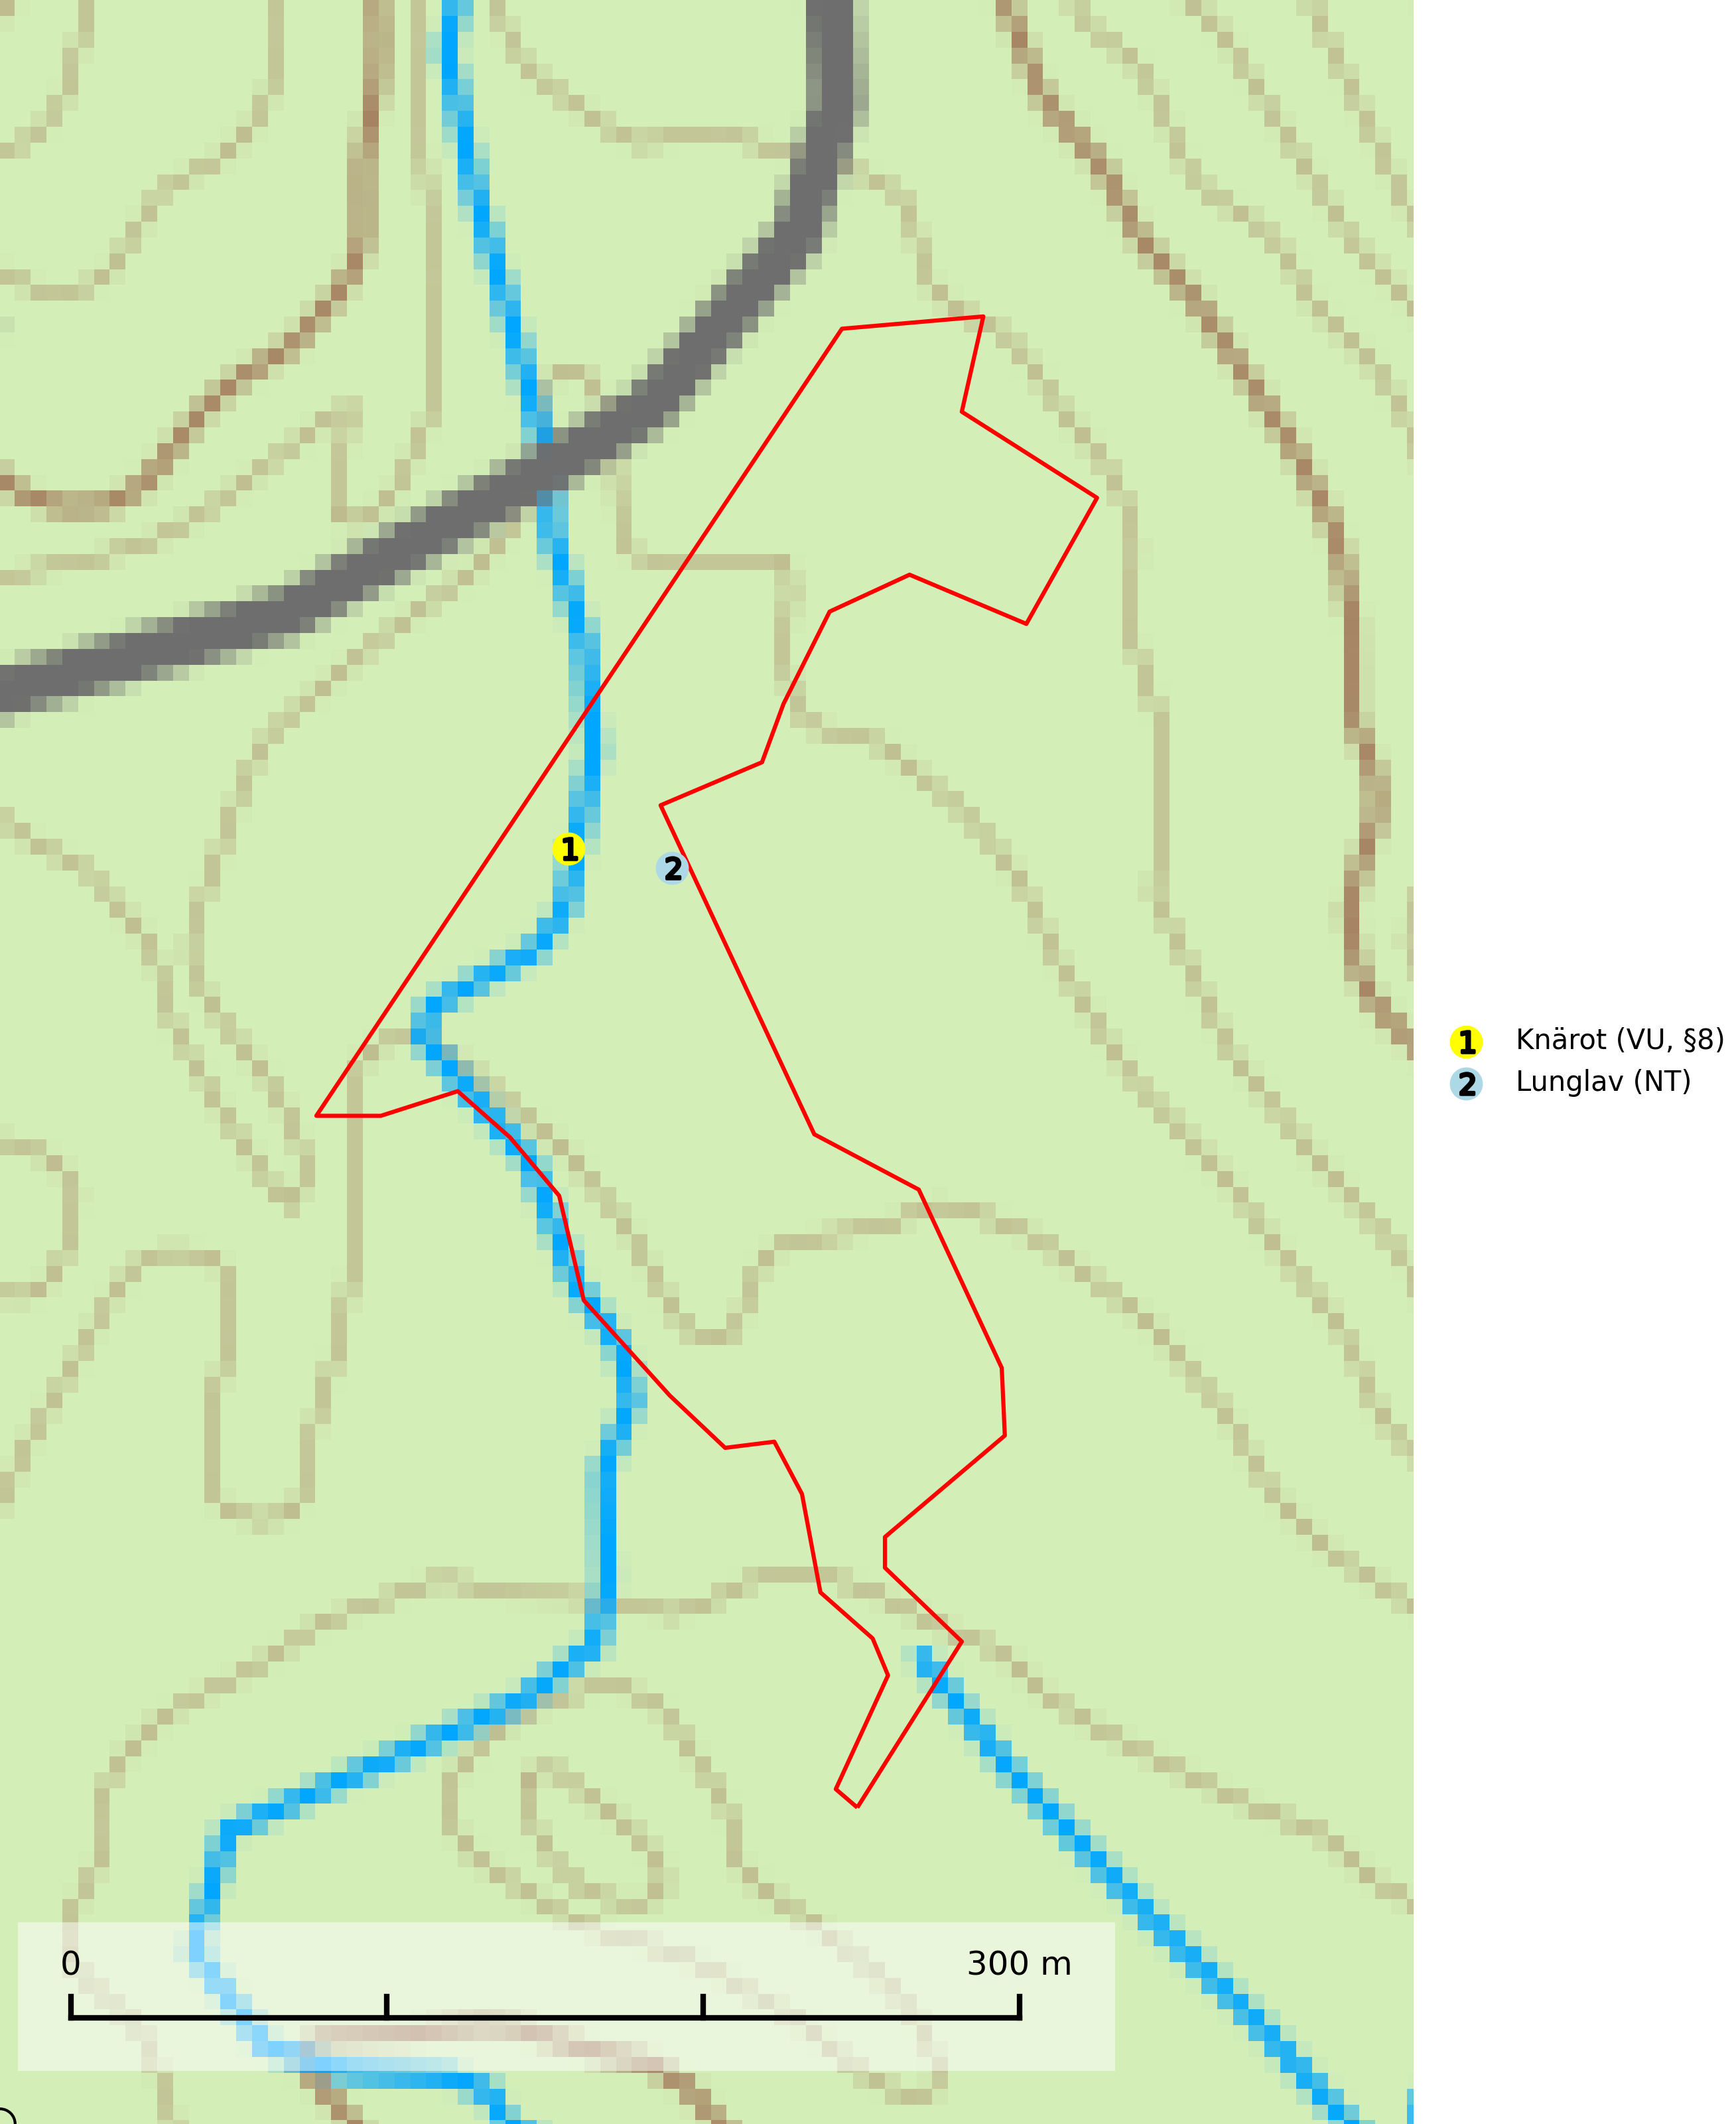 1
2
1 Knärot (VU, §8)
2 Lunglav (NT)
0 300 m